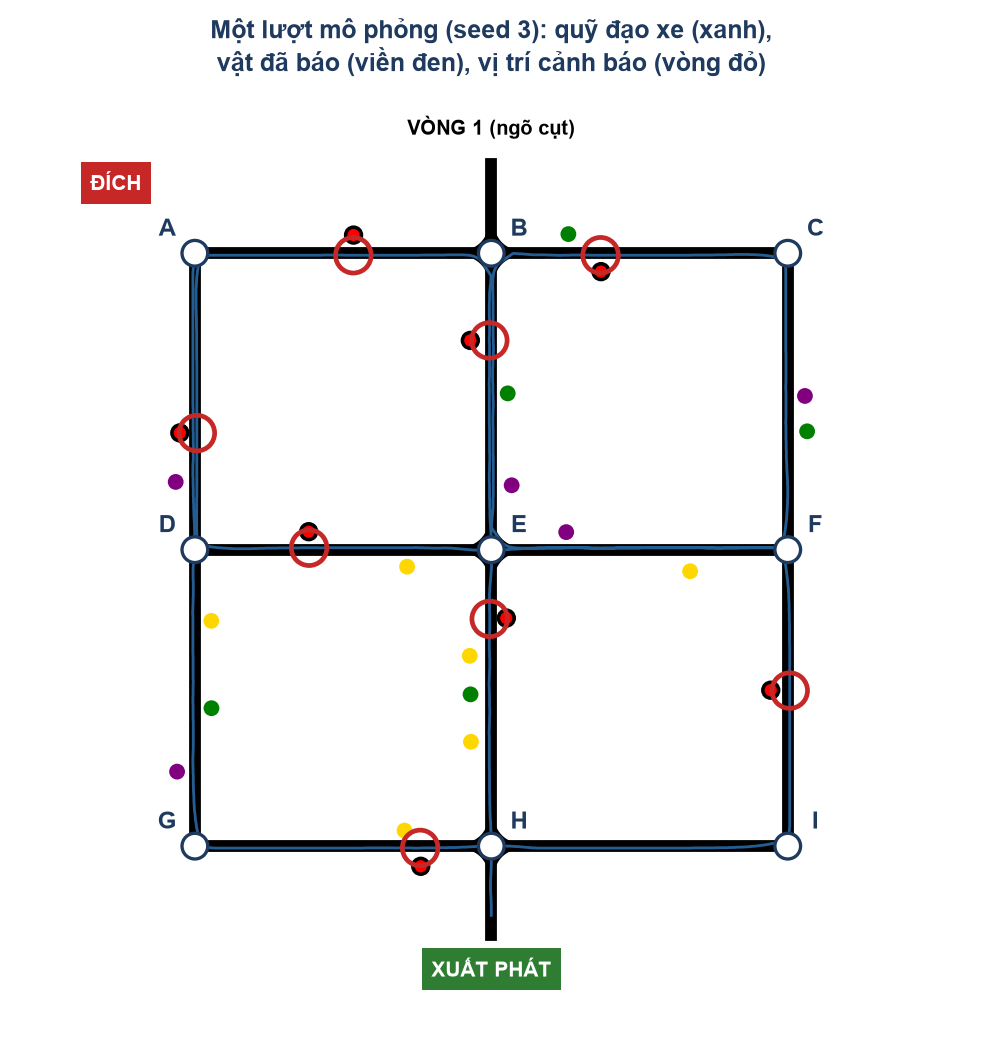 Một lượt mô phỏng (seed 3): quỹ đạo xe (xanh),
vật đã báo (viền đen), vị trí cảnh báo (vòng đỏ)
VÒNG 1 (ngõ cụt)
ĐÍCH
A
B
C
D
E
F
G
H
I
XUẤT PHÁT